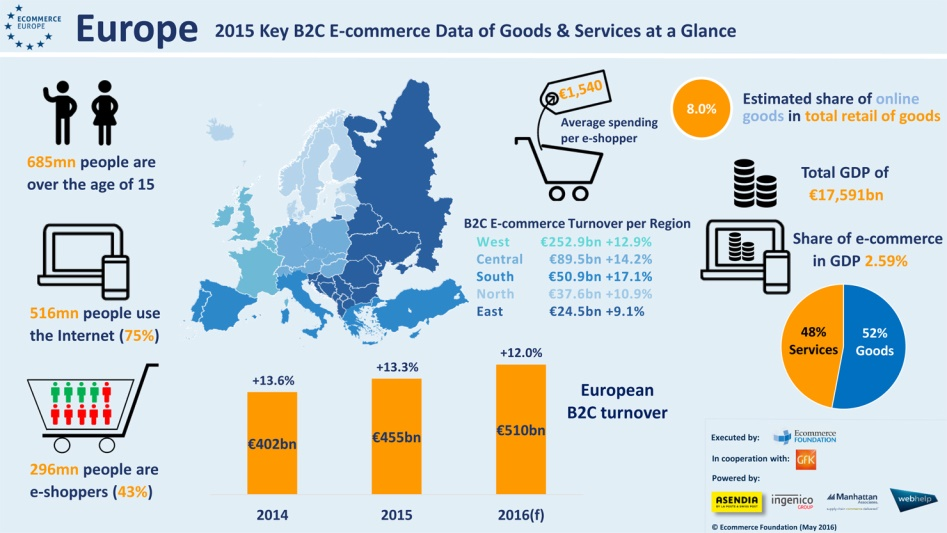 ECOMMERCE
EUROPE
Europe
2015 Key B2C E-commerce Data of Goods & Services at a Glance
685mn people are
over the age of 15
516mn people use
the Internet (75%)
296mn people are
e-shoppers (43%)
€1,540
Average spending
per e-shopper
B2C E-commerce Turnover per Region
West €252.9bn +12.9%
Central €89.5bn +14.2%
South €50.9bn +17.1%
North €37.6bn +10.9%
East €24.5bn +9.1%
8.0%
Estimated share of online
goods in total retail of goods
Total GDP of
€17,591bn
Share of e-commerce
in GDP 2.59%
48%
Services
52%
Goods
+13.6%
€402bn
2014
+13.3%
€455bn
2015
+12.0%
€510bn
2016(f)
European
B2C turnover
Executed by:
Ecommerce
FOUNDATION
In cooperation with:
GfK
Powered by:
ASENDIA
BY LA POSTE & SWISS POST
ingenico
GROUP
Manhattan
Associates
webhelp
© Ecommerce Foundation (May 2016)